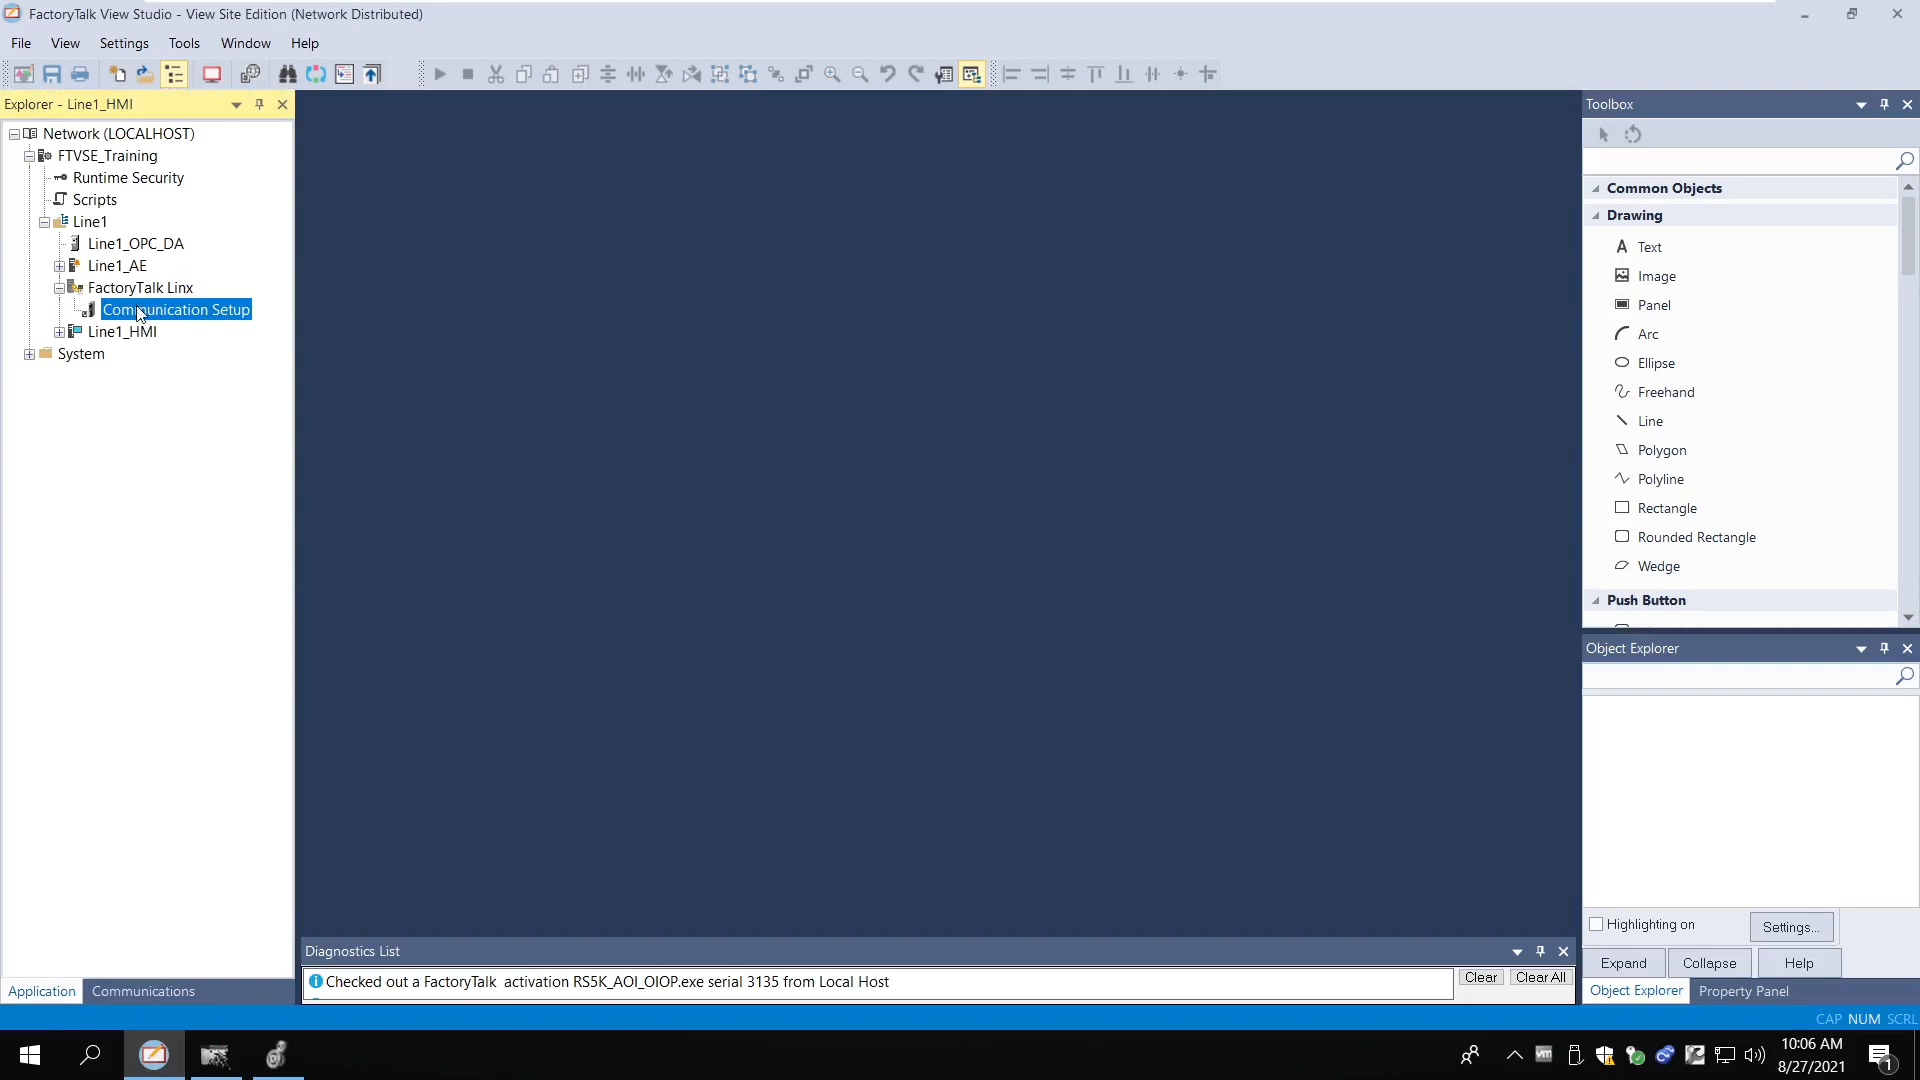 FactoryTalk View Studio - View Site Edition (Network Distributed)
File View Settings Tools Window Help
Explorer - Line1_HMI
Network (LOCALHOST)
FTVSE_Training
Runtime Security
Scripts
Line1
Line1_OPC_DA
Line1_AE
FactoryTalk Linx
Communication Setup
Line1_HMI
System
Application Communications
Diagnostics List
Checked out a FactoryTalk activation RS5K_AOI_OIOP.exe serial 3135 from Local Host
Clear Clear All
Toolbox
Common Objects
Drawing
Text
Image
Panel
Arc
Ellipse
Freehand
Line
Polygon
Polyline
Rectangle
Rounded Rectangle
Wedge
Push Button
Object Explorer
Highlighting on Settings...
Expand Collapse Help
Object Explorer Property Panel
CAP NUM SCRL
10:06 AM
8/27/2021
1